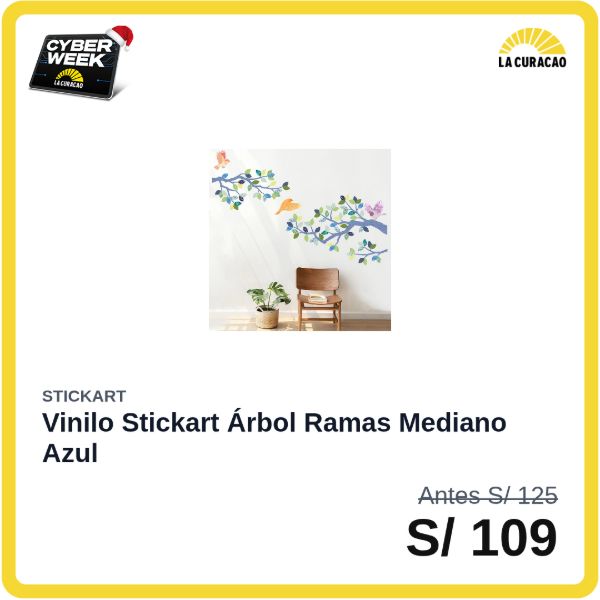 CYBER
WEEK
LA CURACAO
LA CURACAO
STICKART
Vinilo Stickart Árbol Ramas Mediano
Azul
Antes S/ 125
S/ 109